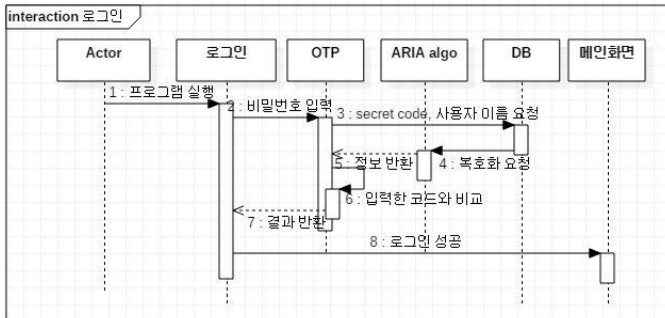 interaction 로그인
Actor
로그인
OTP
ARIA algo
DB
메인화면
1 : 프로그램 실행
2 : 비밀번호 입력
3 : secret code, 사용자 이름 요청
4 : 복호화 요청
5 : 정보 반환
6 : 입력한 코드와 비교
7 : 결과 반환
8 : 로그인 성공